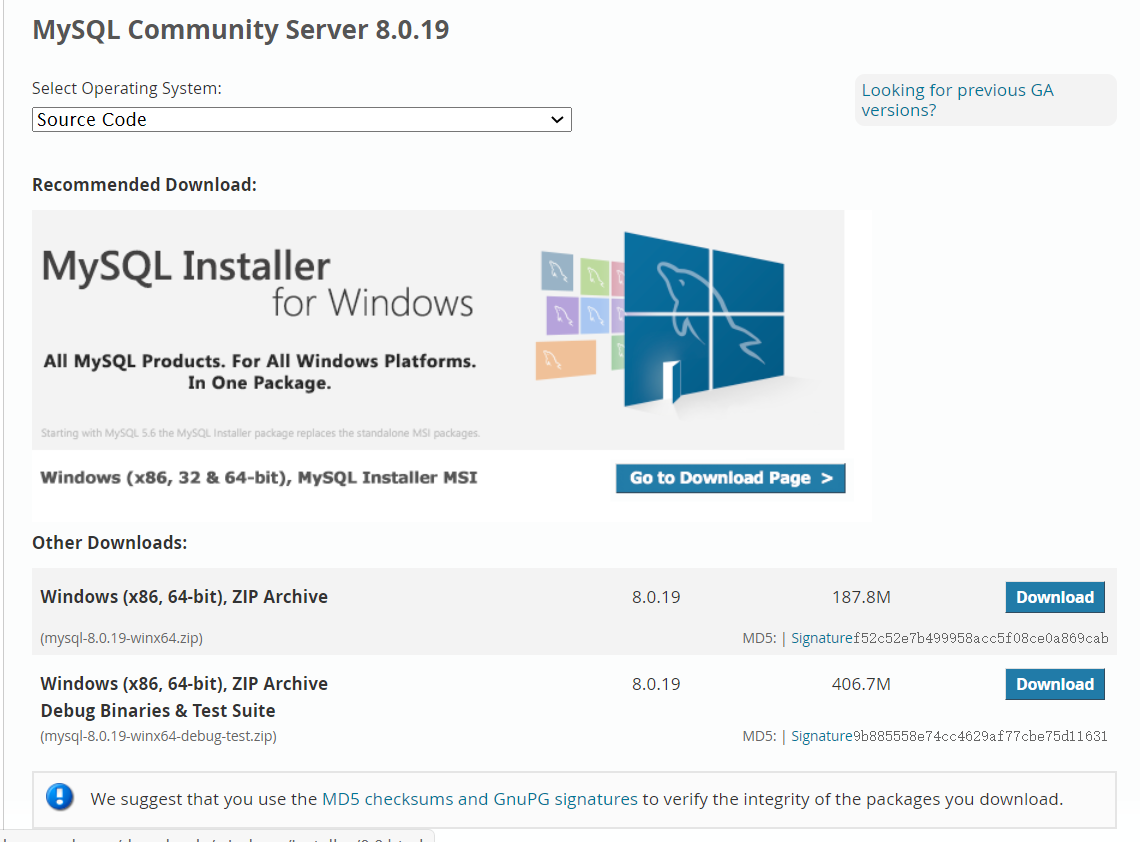 MySQL Community Server 8.0.19
Select Operating System:
Looking for previous GA
versions?
Source Code
Recommended Download:
MySQL Installer
for Windows
All MySQL Products. For All Windows Platforms.
In One Package.
Starting with MySQL 5.6 the MySQL Installer package replaces the standalone MSI packages.
Windows (x86, 32 & 64-bit), MySQL Installer MSI Go to Download Page >
Other Downloads:
Windows (x86, 64-bit), ZIP Archive 8.0.19 187.8M Download
(mysql-8.0.19-winx64.zip) MD5: | Signaturef52c52e7b499958acc5f08ce0a869cab
Windows (x86, 64-bit), ZIP Archive 8.0.19 406.7M Download
Debug Binaries & Test Suite
(mysql-8.0.19-winx64-debug-test.zip) MD5: | Signature9b885558e74cc4629af77cbe75d11631
We suggest that you use the MD5 checksums and GnuPG signatures to verify the integrity of the packages you download.